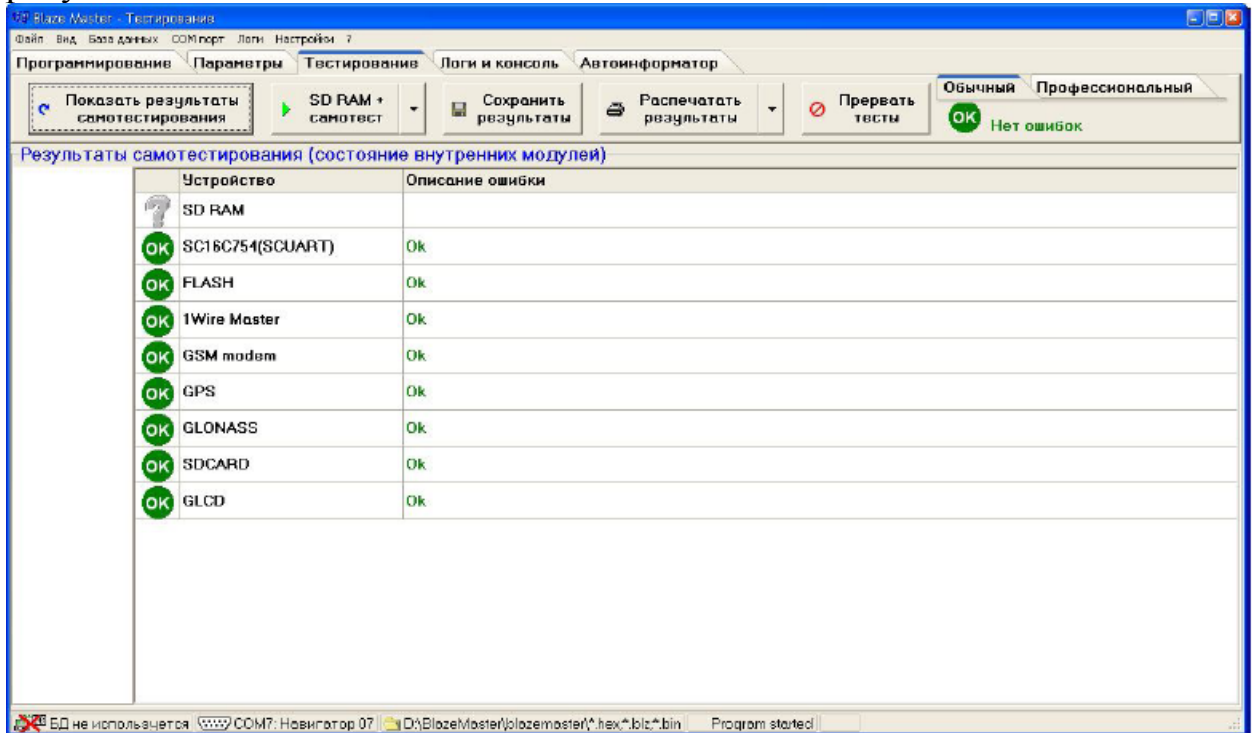 Blaze Master - Тестирование
Файл Вид База данных COM порт Логи Настройки ?
Программирование Параметры Тестирование Логи и консоль Автоинформатор
Показать результаты
самотестирования
SD RAM +
самотест
Сохранить
результаты
Распечатать
результаты
Прервать
тесты
Обычный Профессиональный
OK Нет ошибок
Результаты самотестирования (состояние внутренних модулей)
Устройство Описание ошибки
? SD RAM
OK SC16C754(SCUART) Ok
OK FLASH Ok
OK 1Wire Master Ok
OK GSM modem Ok
OK GPS Ok
OK GLONASS Ok
OK SDCARD Ok
OK GLCD Ok
БД не используется COM7: Навигатор 07 D:\BlazeMaster\blazemaster\*.hex,*.blz,*.bin Program started